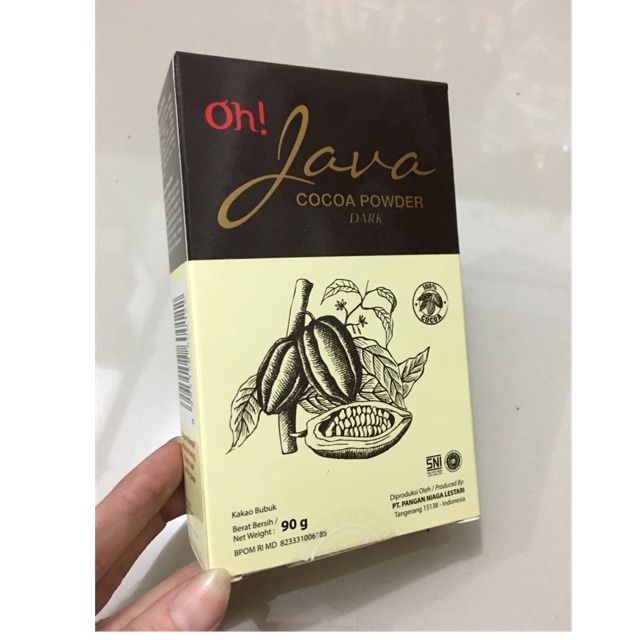 Oh!
Java
COCOA POWDER
DARK
100%
COCOA
SNI
Kakao Bubuk
Berat Bersih /
Net Weight : 90 g
BPOM RI MD 823331006185
Diproduksi Oleh / Produced By:
PT. PANGAN NIAGA LESTARI
Tangerang 15138 - Indonesia